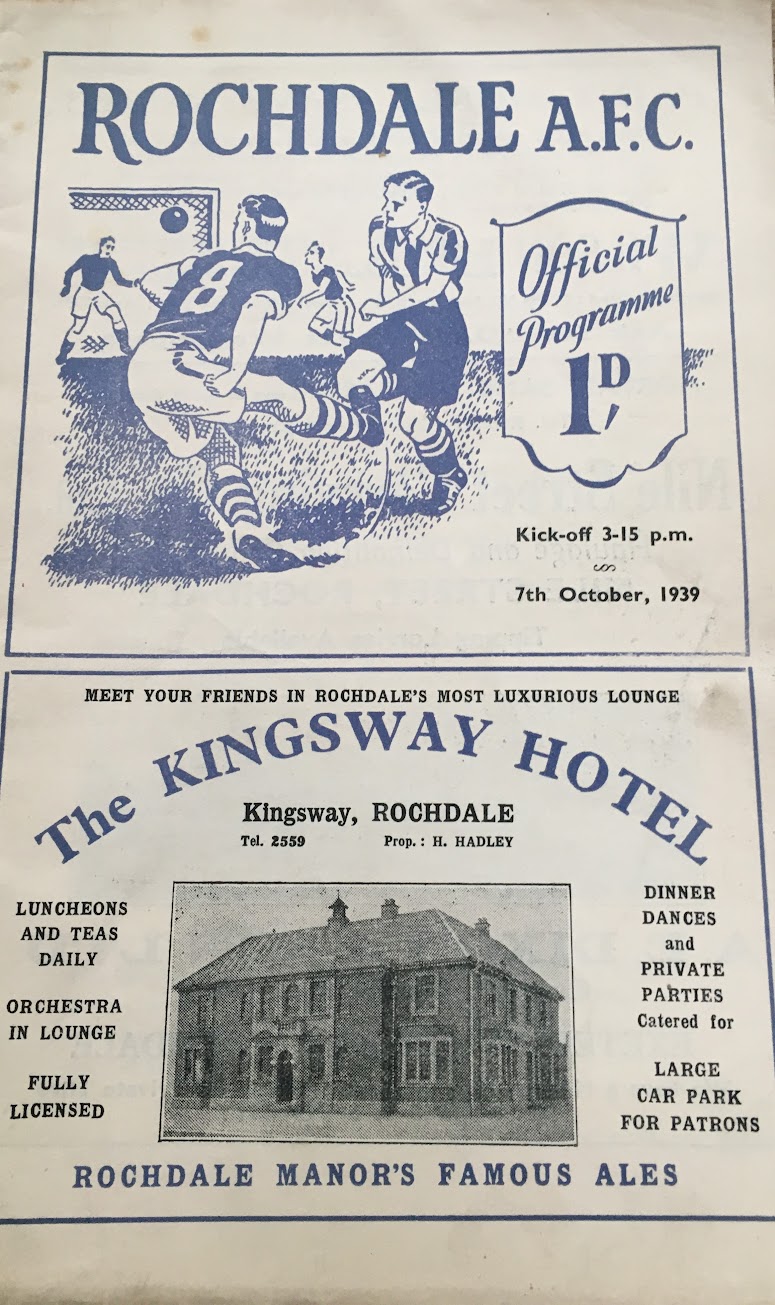 ROCHDALE A.F.C.
8
Official
Programme
1D
Kick-off 3-15 p.m.
7th October, 1939
MEET YOUR FRIENDS IN ROCHDALE'S MOST LUXURIOUS LOUNGE
The KINGSWAY HOTEL
Kingsway, ROCHDALE
Tel. 2559 Prop.: H. HADLEY
LUNCHEONS
AND TEAS
DAILY
ORCHESTRA
IN LOUNGE
FULLY
LICENSED
DINNER
DANCES
and
PRIVATE
PARTIES
Catered for
LARGE
CAR PARK
FOR PATRONS
ROCHDALE MANOR'S FAMOUS ALES